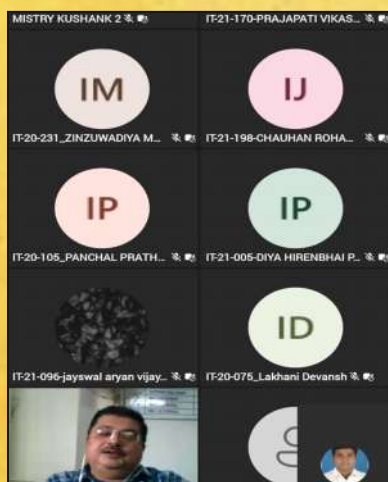 MISTRY KUSHANK 2
IT-21-170-PRAJAPATI VIKAS...
IM
IJ
IT-20-231_ZINZUWADIYA M...
IT-21-198-CHAUHAN ROHA...
IP
IP
IT-20-105_PANCHAL PRATH...
IT-21-005-DIYA HIRENBHAI P...
ID
IT-21-096-jayswal aryan vijay...
IT-20-075_Lakhani Devansh